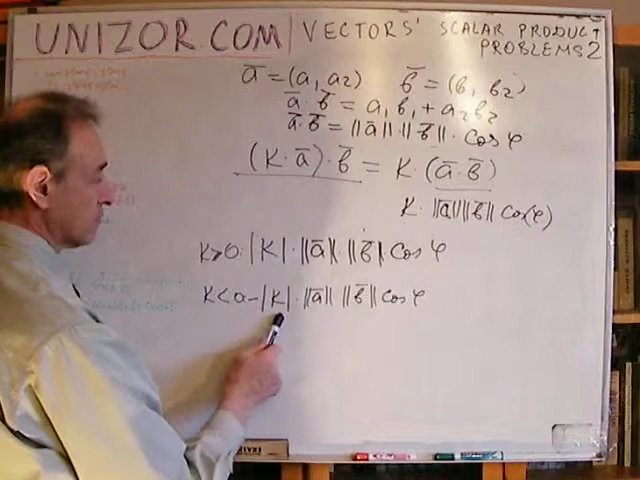 UNIZOR.COM | VECTORS' SCALAR PRODUCT
PROBLEMS 2
a̅ = (a₁ a₂) b̅ = (b₁ b₂)
a̅ · b̅ = a₁b₁ + a₂b₂
a̅ · b̅ = ||a̅|| · ||b̅|| · cos φ
(K · a̅) · b̅ = K · (a̅ · b̅)
K · ||a̅|| ||b̅|| cos(φ)
K>0: |K| · ||a̅|| · ||b̅|| cos φ
K<0 -|K| · ||a̅|| ||b̅|| cos φ